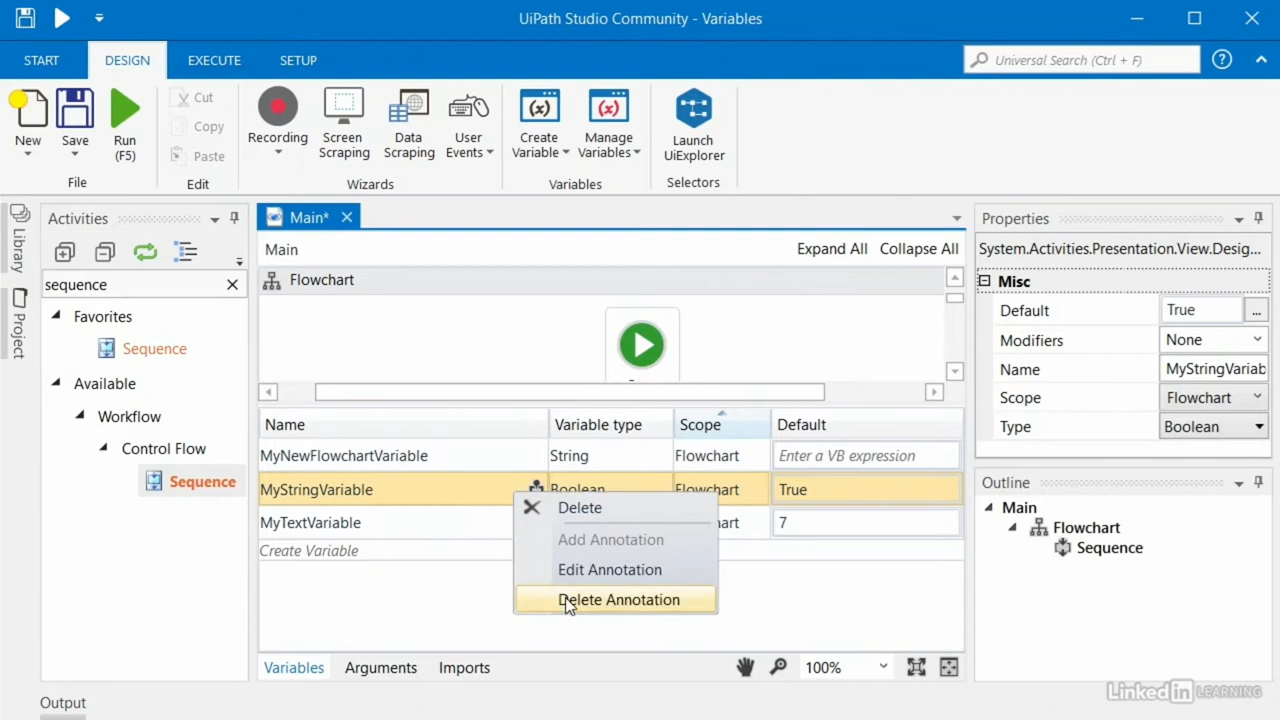 UiPath Studio Community - Variables
START
DESIGN
EXECUTE
SETUP
Universal Search (Ctrl + F)
New
Save
Run
(F5)
File
Cut
Copy
Paste
Edit
Recording
Screen
Scraping
Data
Scraping
User
Events
Wizards
Create
Variable
Manage
Variables
Variables
Launch
UiExplorer
Selectors
Library
Project
Activities
sequence
Favorites
Sequence
Available
Workflow
Control Flow
Sequence
Main*
Main
Expand All
Collapse All
Flowchart
Name
Variable type
Scope
Default
MyNewFlowchartVariable
String
Flowchart
Enter a VB expression
MyStringVariable
Boolean
Flowchart
True
MyTextVariable
7
Create Variable
Delete
Add Annotation
Edit Annotation
Delete Annotation
Variables
Arguments
Imports
100%
Properties
System.Activities.Presentation.View.Desig...
Misc
Default
True
...
Modifiers
None
Name
MyStringVariab
Scope
Flowchart
Type
Boolean
Outline
Main
Flowchart
Sequence
Output
LinkedIn LEARNING